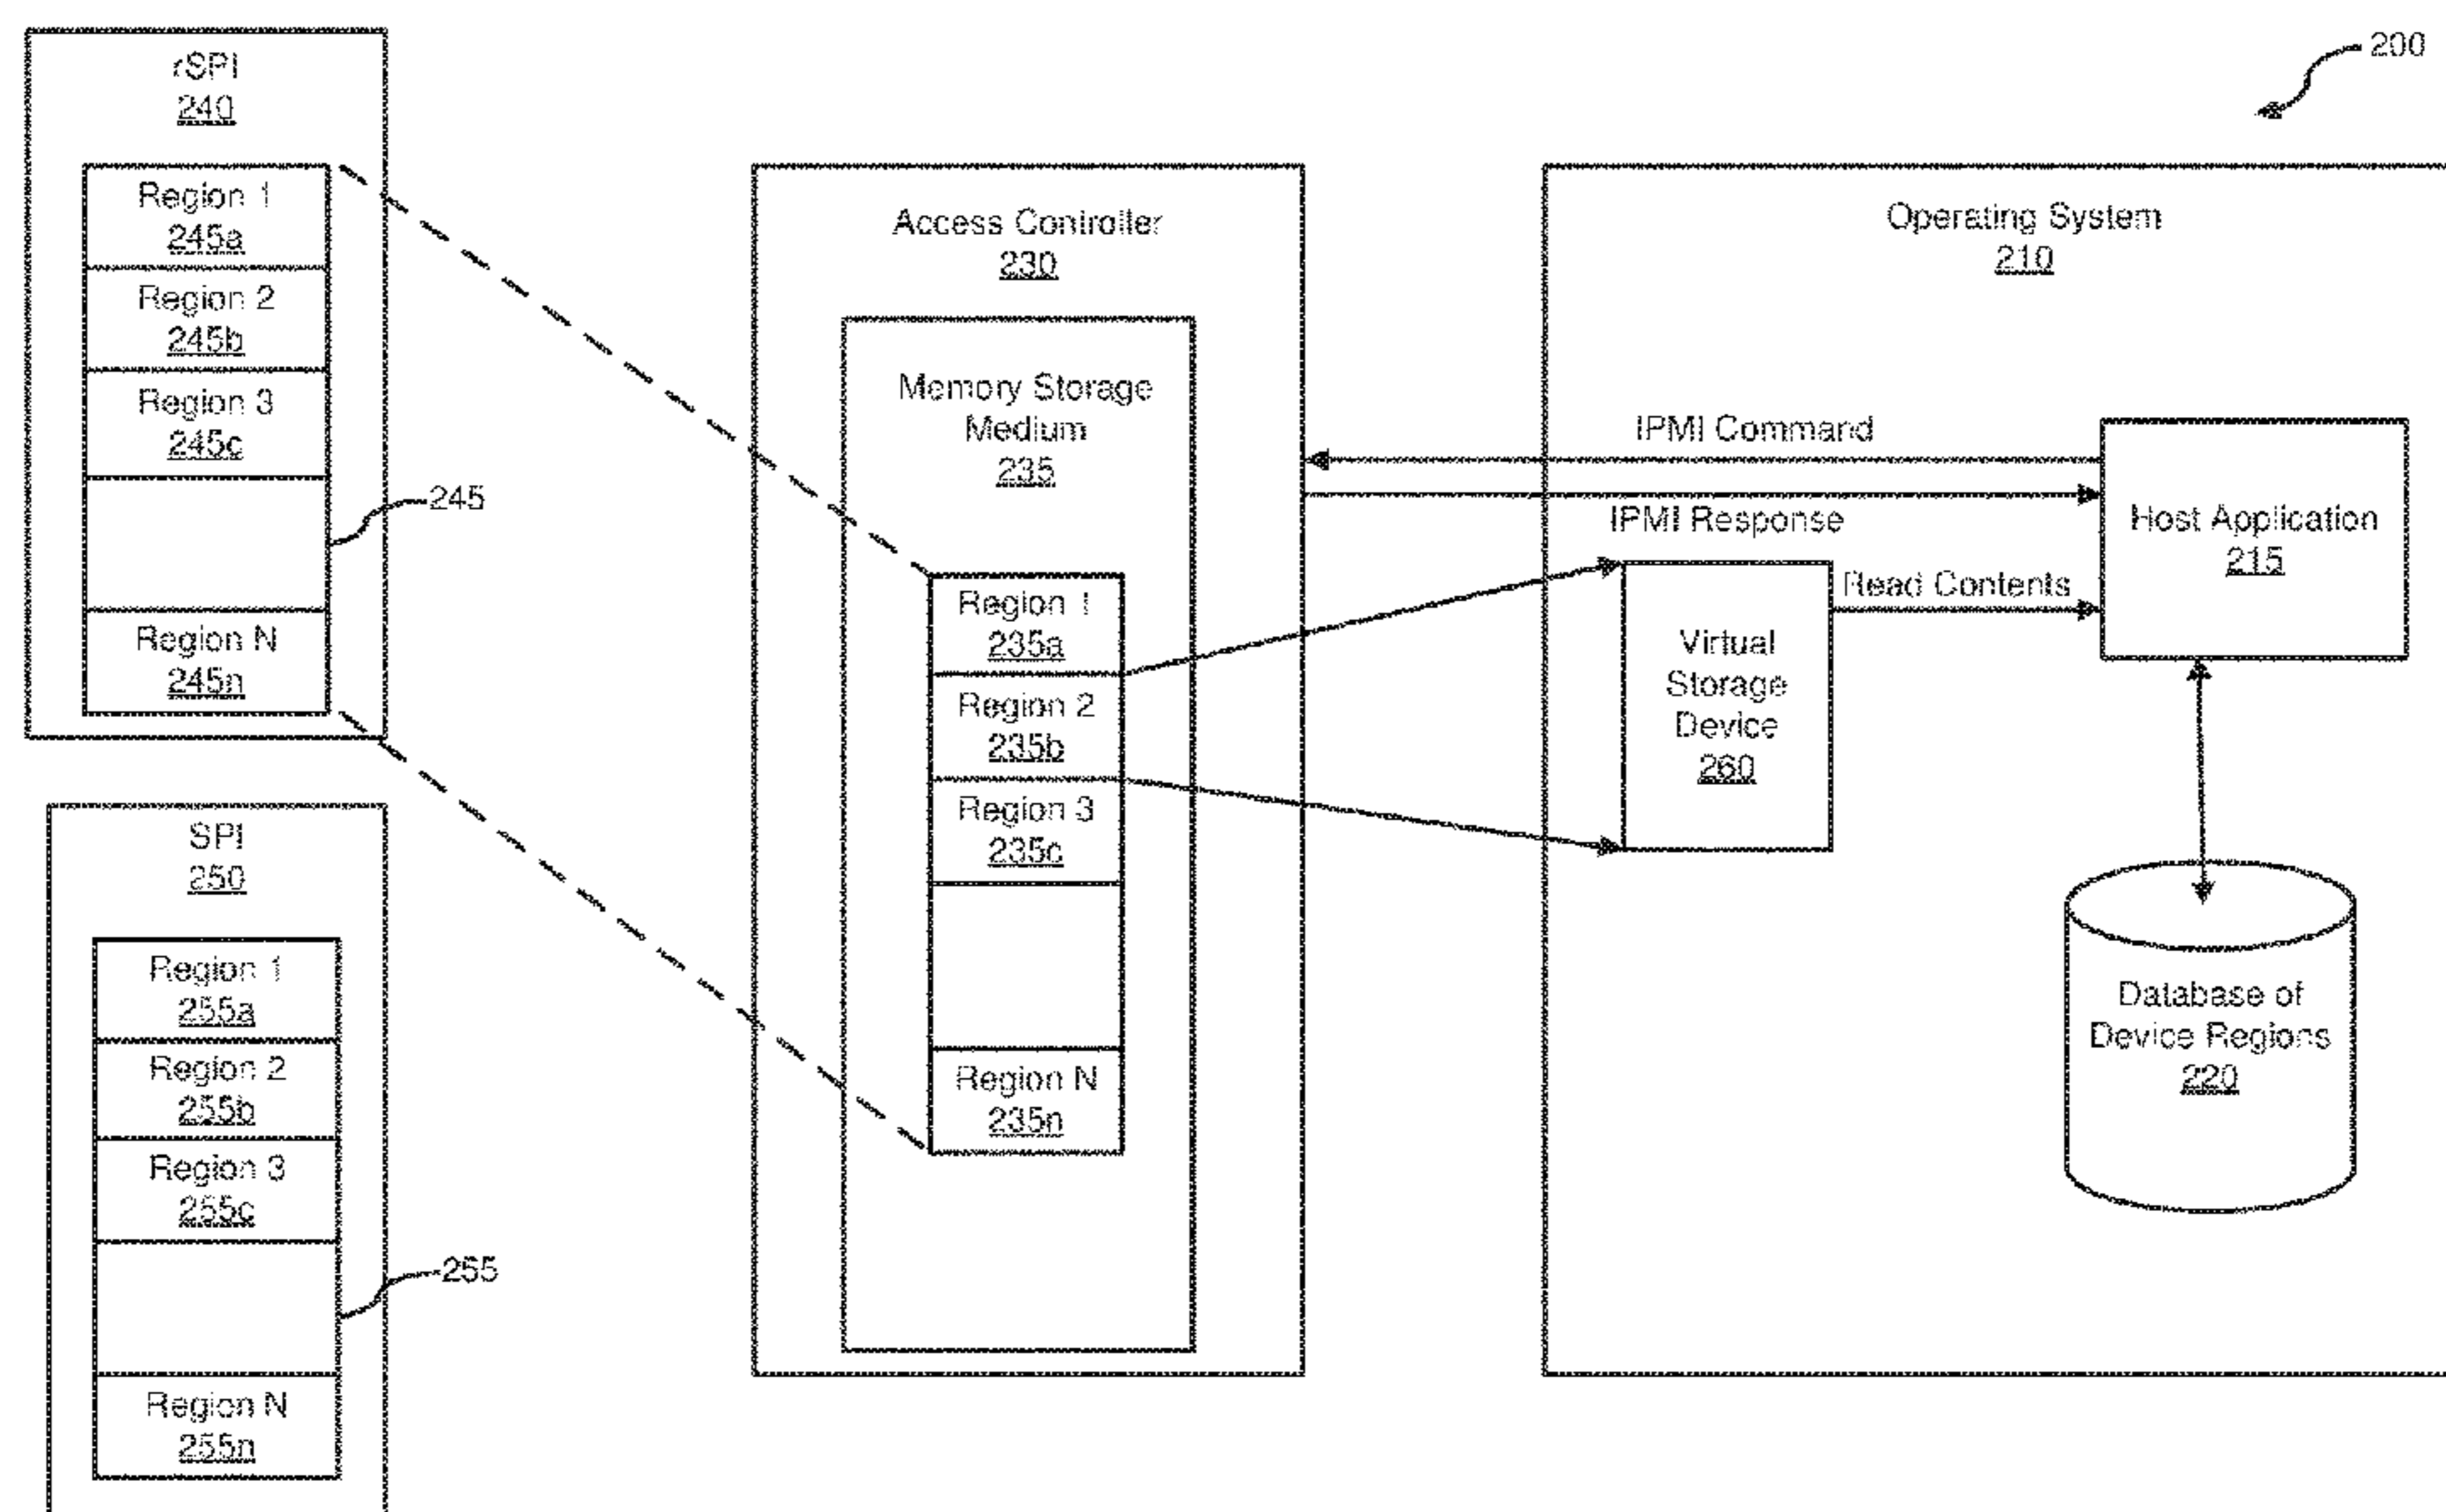 200
rSPI
240
Region 1
245a
Region 2
245b
Region 3
245c
245
Region N
245n
SPI
250
Region 1
255a
Region 2
255b
Region 3
255c
255
Region N
255n
Access Controller
230
Memory Storage
Medium
235
Region 1
235a
Region 2
235b
Region 3
235c
Region N
235n
Operating System
210
IPMI Command
IPMI Response
Host Application
215
Read Contents
Virtual
Storage
Device
260
Database of
Device Regions
220